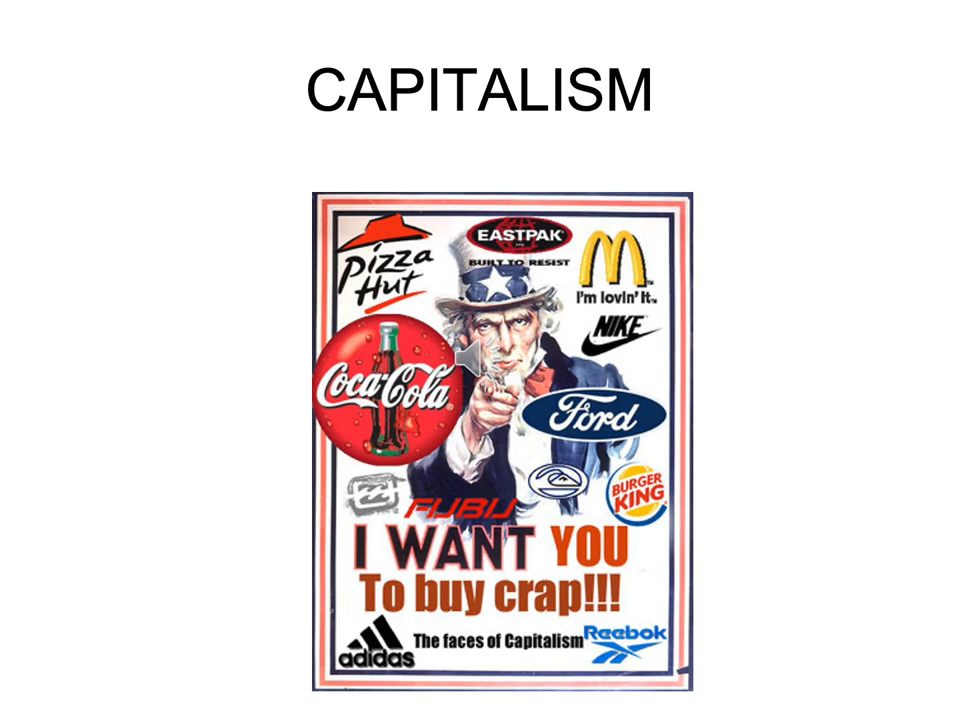 CAPITALISM
Pizza
Hut
EASTPAK
BUILT TO RESIST
M
i'm lovin' it
NIKE
Coca-Cola
Ford
BURGER
KING
FUBU
I WANT YOU
To buy crap!!!
adidas
The faces of Capitalism
Reebok